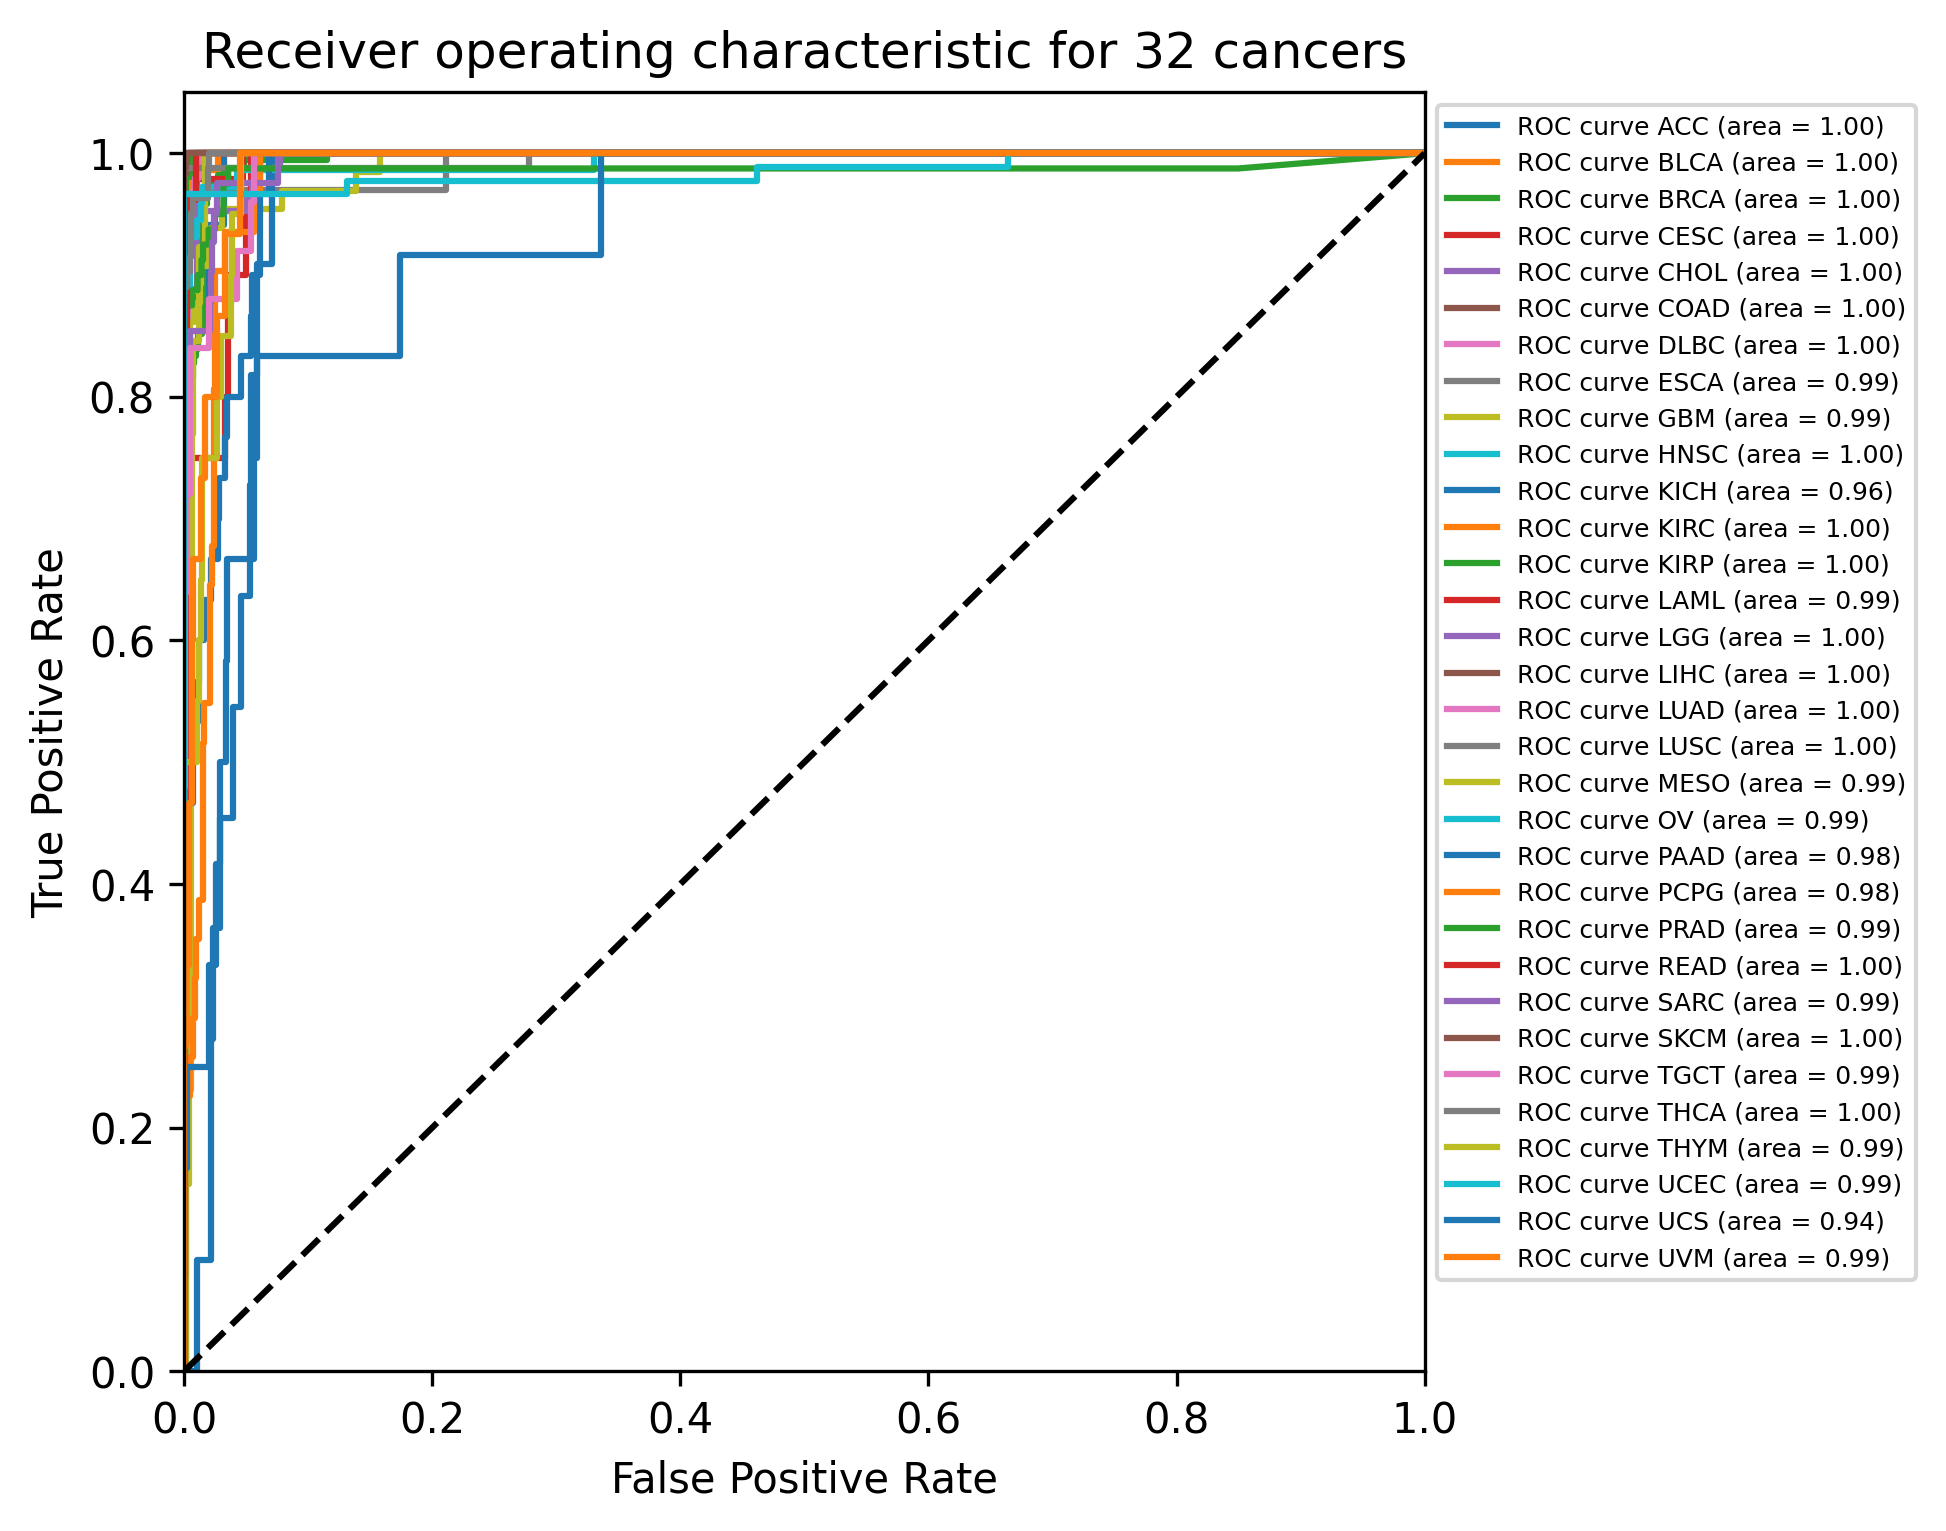 Receiver operating characteristic for 32 cancers
True Positive Rate
1.0
0.8
0.6
0.4
0.2
0.0
0.0 0.2 0.4 0.6 0.8 1.0
False Positive Rate
ROC curve ACC (area = 1.00)
ROC curve BLCA (area = 1.00)
ROC curve BRCA (area = 1.00)
ROC curve CESC (area = 1.00)
ROC curve CHOL (area = 1.00)
ROC curve COAD (area = 1.00)
ROC curve DLBC (area = 1.00)
ROC curve ESCA (area = 0.99)
ROC curve GBM (area = 0.99)
ROC curve HNSC (area = 1.00)
ROC curve KICH (area = 0.96)
ROC curve KIRC (area = 1.00)
ROC curve KIRP (area = 1.00)
ROC curve LAML (area = 0.99)
ROC curve LGG (area = 1.00)
ROC curve LIHC (area = 1.00)
ROC curve LUAD (area = 1.00)
ROC curve LUSC (area = 1.00)
ROC curve MESO (area = 0.99)
ROC curve OV (area = 0.99)
ROC curve PAAD (area = 0.98)
ROC curve PCPG (area = 0.98)
ROC curve PRAD (area = 0.99)
ROC curve READ (area = 1.00)
ROC curve SARC (area = 0.99)
ROC curve SKCM (area = 1.00)
ROC curve TGCT (area = 0.99)
ROC curve THCA (area = 1.00)
ROC curve THYM (area = 0.99)
ROC curve UCEC (area = 0.99)
ROC curve UCS (area = 0.94)
ROC curve UVM (area = 0.99)